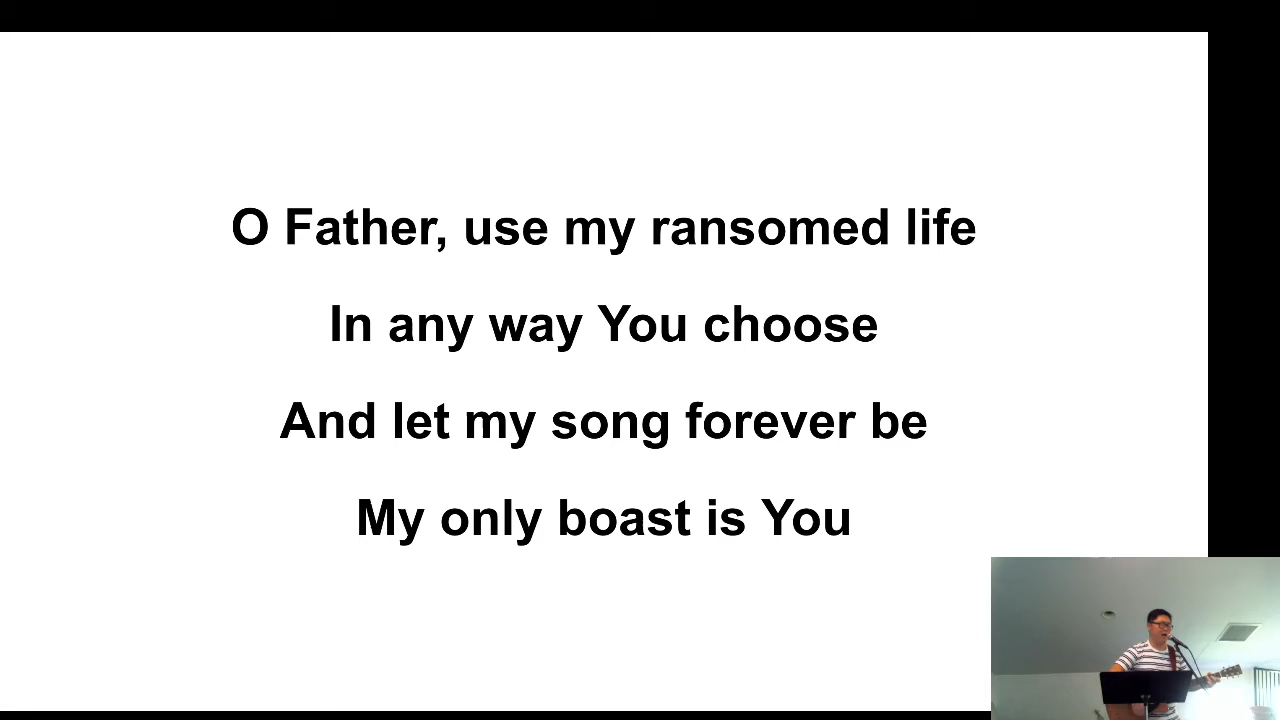 O Father, use my ransomed life
In any way You choose
And let my song forever be
My only boast is You